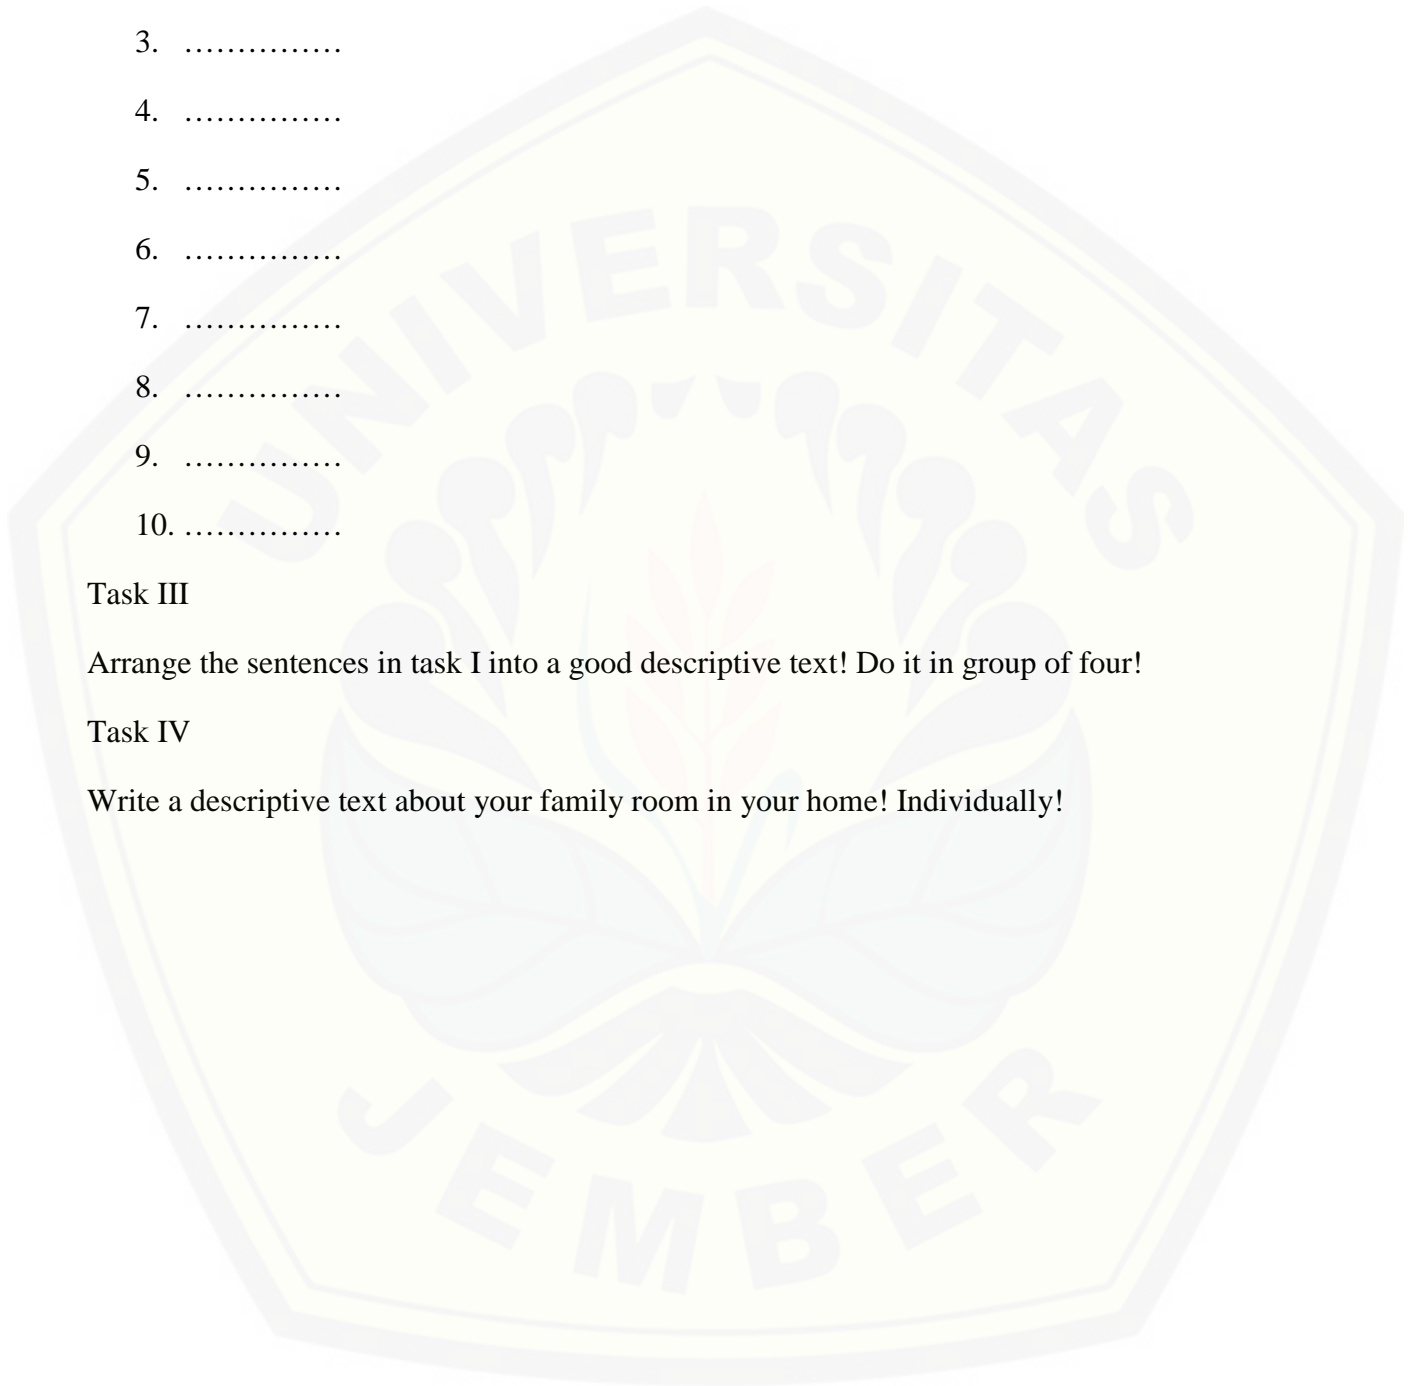 3. ……………
4. ……………
5. ……………
6. ……………
7. ……………
8. ……………
9. ……………
10. ……………
Task III
Arrange the sentences in task I into a good descriptive text! Do it in group of four!
Task IV
Write a descriptive text about your family room in your home! Individually!
UNIVERSITAS
JEMBER